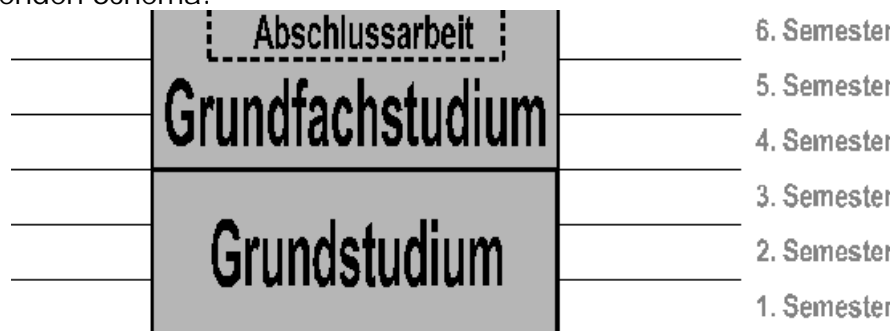 Abschlussarbeit
6. Semester
Grundfachstudium
5. Semester
4. Semester
3. Semester
Grundstudium
2. Semester
1. Semester